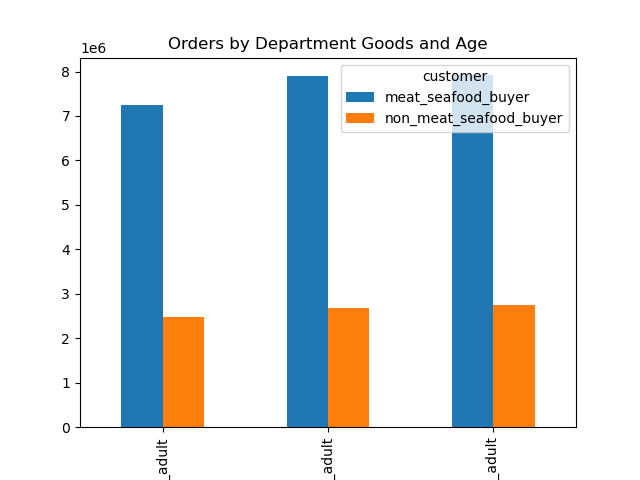 Orders by Department Goods and Age
1e6
8
7
6
5
4
3
2
1
0
customer
meat_seafood_buyer
non_meat_seafood_buyer
_adult
_adult
_adult